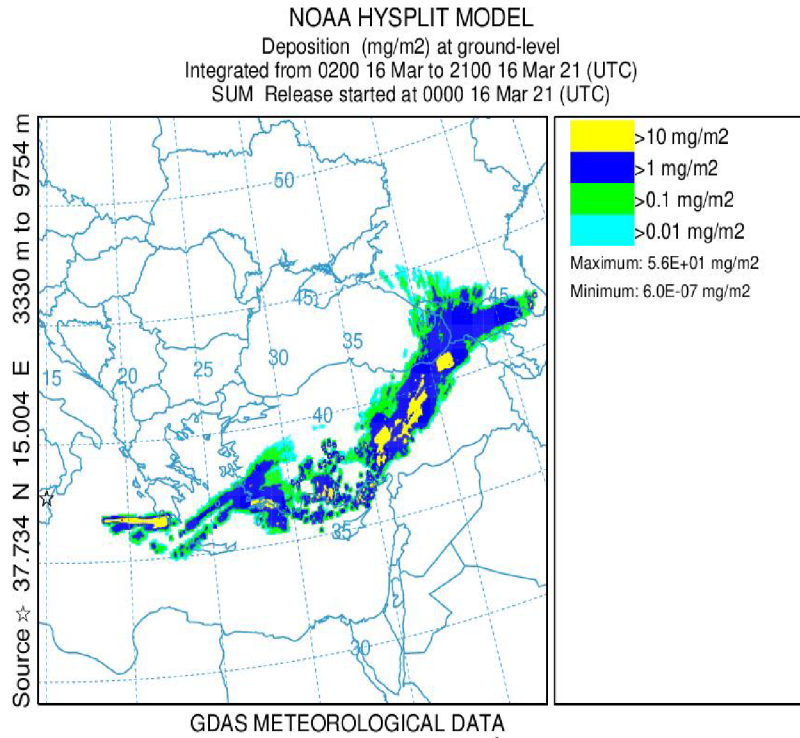 NOAA HYSPLIT MODEL
Deposition (mg/m2) at ground-level
Integrated from 0200 16 Mar to 2100 16 Mar 21 (UTC)
SUM Release started at 0000 16 Mar 21 (UTC)
Source ☆ 37.734 N 15.004 E 3330 m to 9754 m
>10 mg/m2
>1 mg/m2
>0.1 mg/m2
>0.01 mg/m2
Maximum: 5.6E+01 mg/m2
Minimum: 6.0E-07 mg/m2
50
45
45
35
30
25
20
15
40
35
30
GDAS METEOROLOGICAL DATA